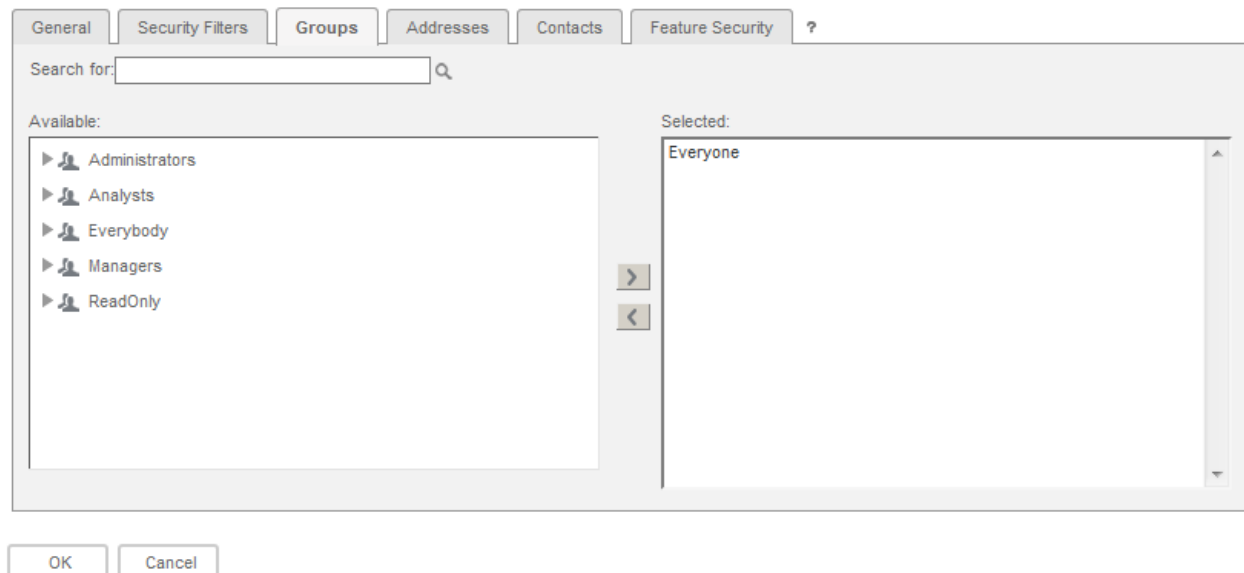 General Security Filters Groups Addresses Contacts Feature Security ?
Search for:
Available: Selected:
Administrators Everyone
Analysts
Everybody
Managers
ReadOnly
OK Cancel